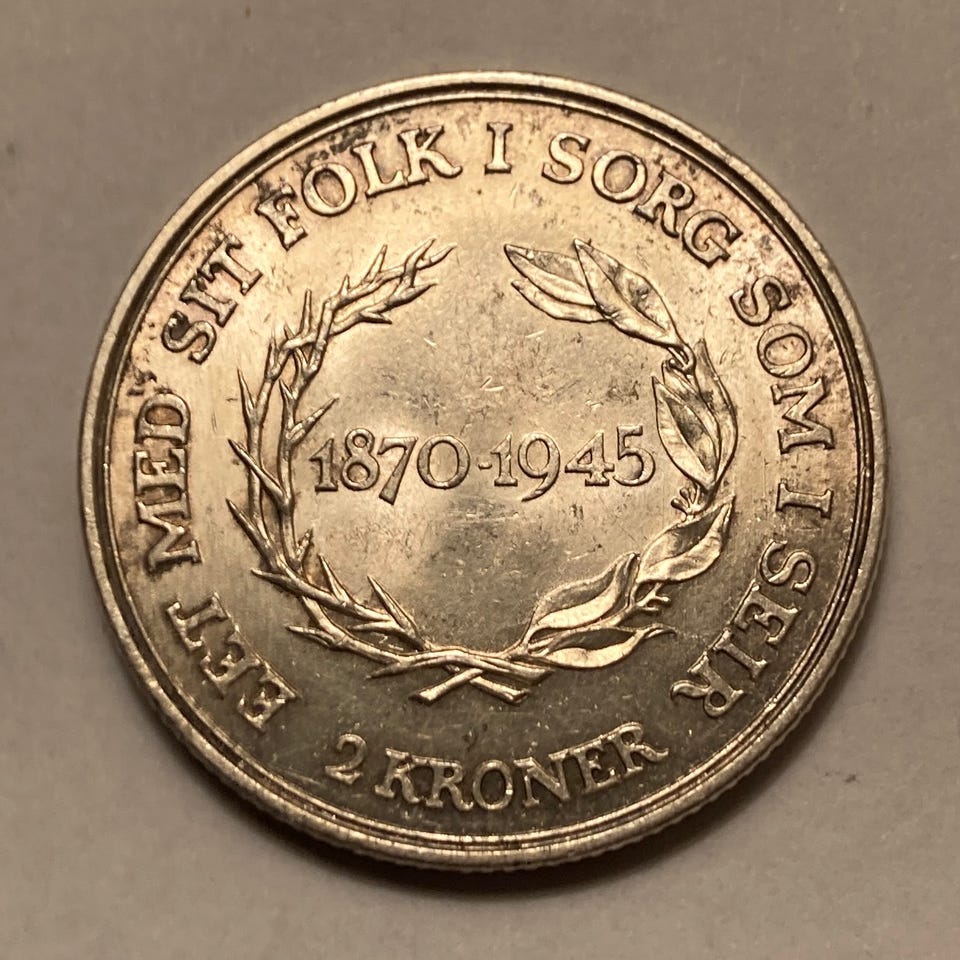 EET MED SIT FOLK I SORG SOM I SEIR
1870-1945
2 KRONER